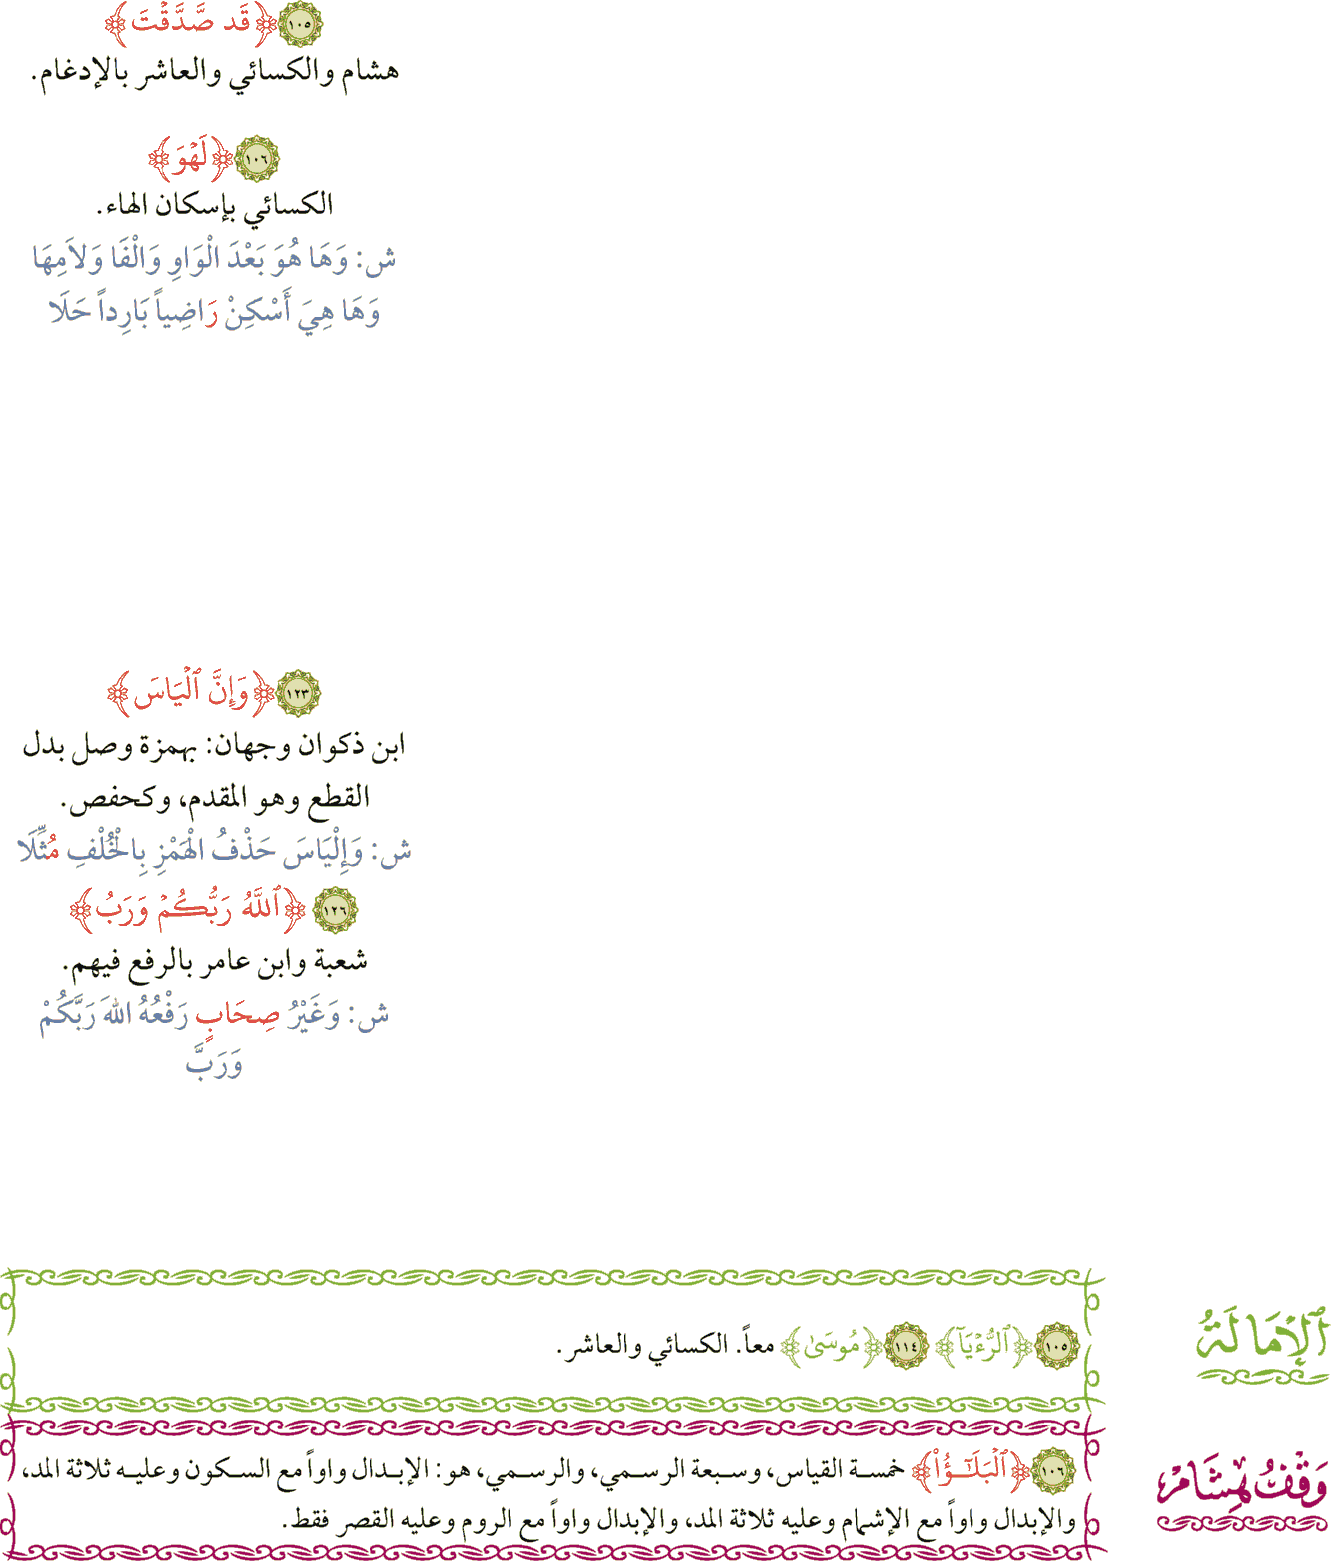 ١٠٥ ﴿قَد صَّدَّقْتَ﴾
هشام والكسائي والعاشر بالإدغام.
١٠٦ ﴿لَهْوَ﴾
الكسائي بإسكان الهاء.
ش: وَهَا هُوَ بَعْدَ الْوَاوِ وَالْفَا وَلاَمِهَا
وَهَا هِيَ أَسْكِنْ رَاضِياً بَارِداً حَلَا
١٢٣ ﴿وَإِنَّ ٱلْيَاسَ﴾
ابن ذكوان وجهان: بهمزة وصل بدل
القطع وهو المقدم، وكحفص.
ش: وَإِلْيَاسَ حَذْفُ الْهَمْزِ بِالْخُلْفِ مُثِّلَا
١٢٦ ﴿ٱللَّهُ رَبُّكُمْ وَرَبُّ﴾
شعبة وابن عامر بالرفع فيهم.
ش: وَغَيْرُ صِحَابٍ رَفْعُهُ اللهَ رَبَّكُمْ
وَرَبَّ
ٱلْإِمَالَةُ
١٠٥ ﴿ٱلرُّءْيَآ﴾ ١١٤ ﴿مُوسَىٰ﴾ معاً. الكسائي والعاشر.
وَقْفُ هِشَامْ
١٠٦ ﴿ٱلْبَلَـٰٓؤُاْ﴾ خمسة القياس، وسبعة الرسمي، والرسمي، هو: الإبدال واواً مع السكون وعليه ثلاثة المد،
والإبدال واواً مع الإشمام وعليه ثلاثة المد، والإبدال واواً مع الروم وعليه القصر فقط.